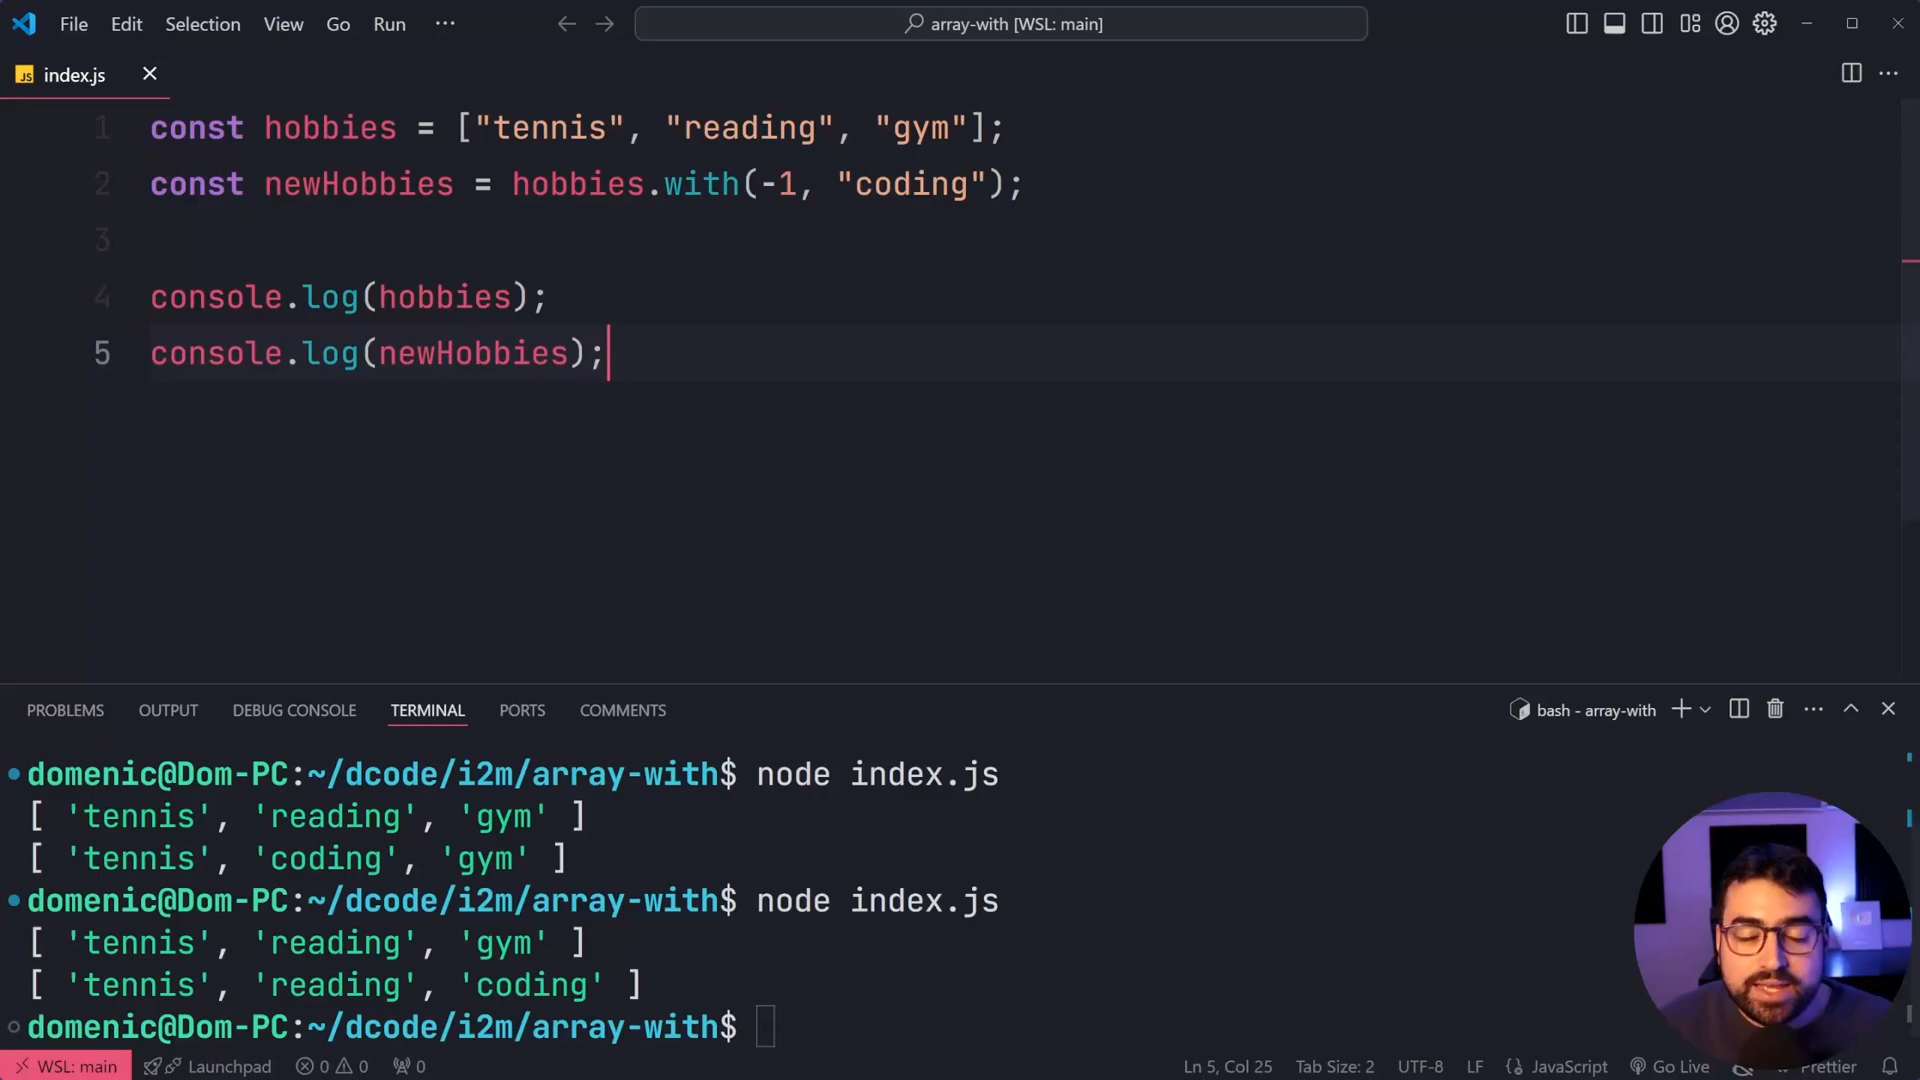 File Edit Selection View Go Run ··· array-with [WSL: main]
JS index.js
1 const hobbies = ["tennis", "reading", "gym"];
2 const newHobbies = hobbies.with(-1, "coding");
3
4 console.log(hobbies);
5 console.log(newHobbies);
PROBLEMS OUTPUT DEBUG CONSOLE TERMINAL PORTS COMMENTS bash - array-with
domenic@Dom-PC:~/dcode/i2m/array-with$ node index.js
[ 'tennis', 'reading', 'gym' ]
[ 'tennis', 'coding', 'gym' ]
domenic@Dom-PC:~/dcode/i2m/array-with$ node index.js
[ 'tennis', 'reading', 'gym' ]
[ 'tennis', 'reading', 'coding' ]
domenic@Dom-PC:~/dcode/i2m/array-with$
WSL: main Launchpad 0 0 0 Ln 5, Col 25 Tab Size: 2 UTF-8 LF {} JavaScript Go Live Prettier